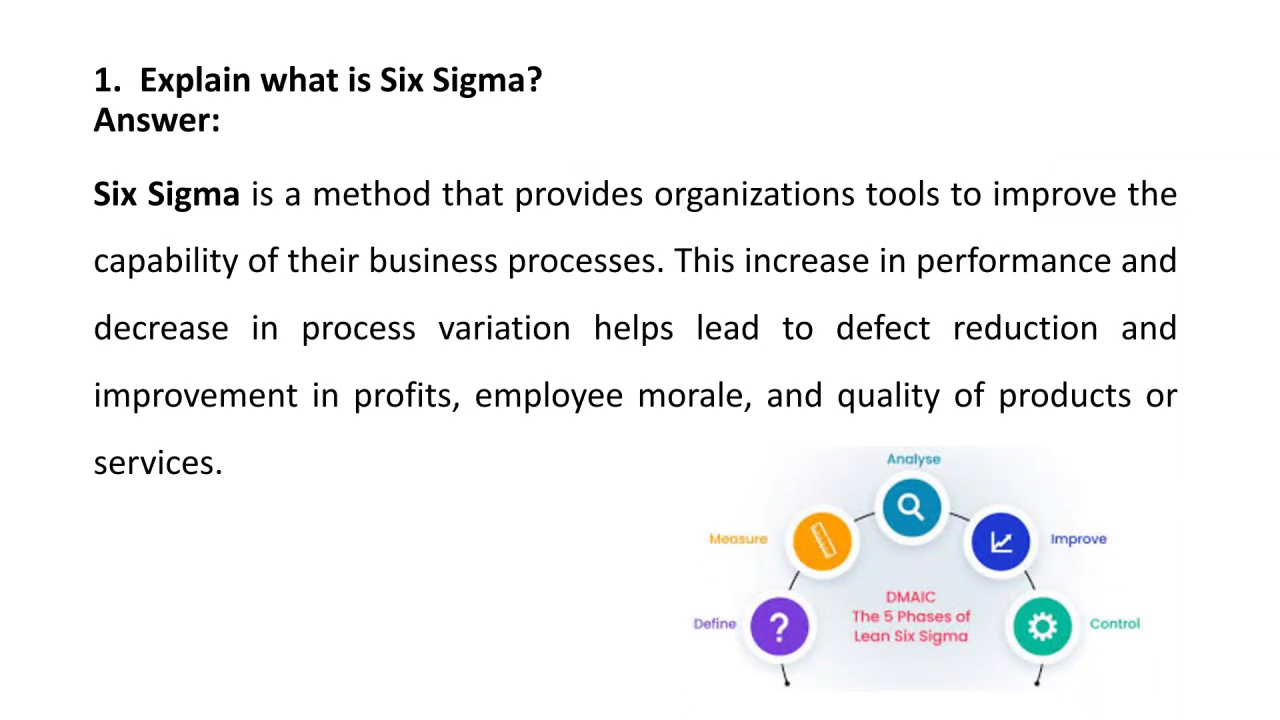 1. Explain what is Six Sigma?
Answer:
Six Sigma is a method that provides organizations tools to improve the
capability of their business processes. This increase in performance and
decrease in process variation helps lead to defect reduction and
improvement in profits, employee morale, and quality of products or
services.
Analyse
Measure
Improve
DMAIC
The 5 Phases of
Lean Six Sigma
Define
?
Control